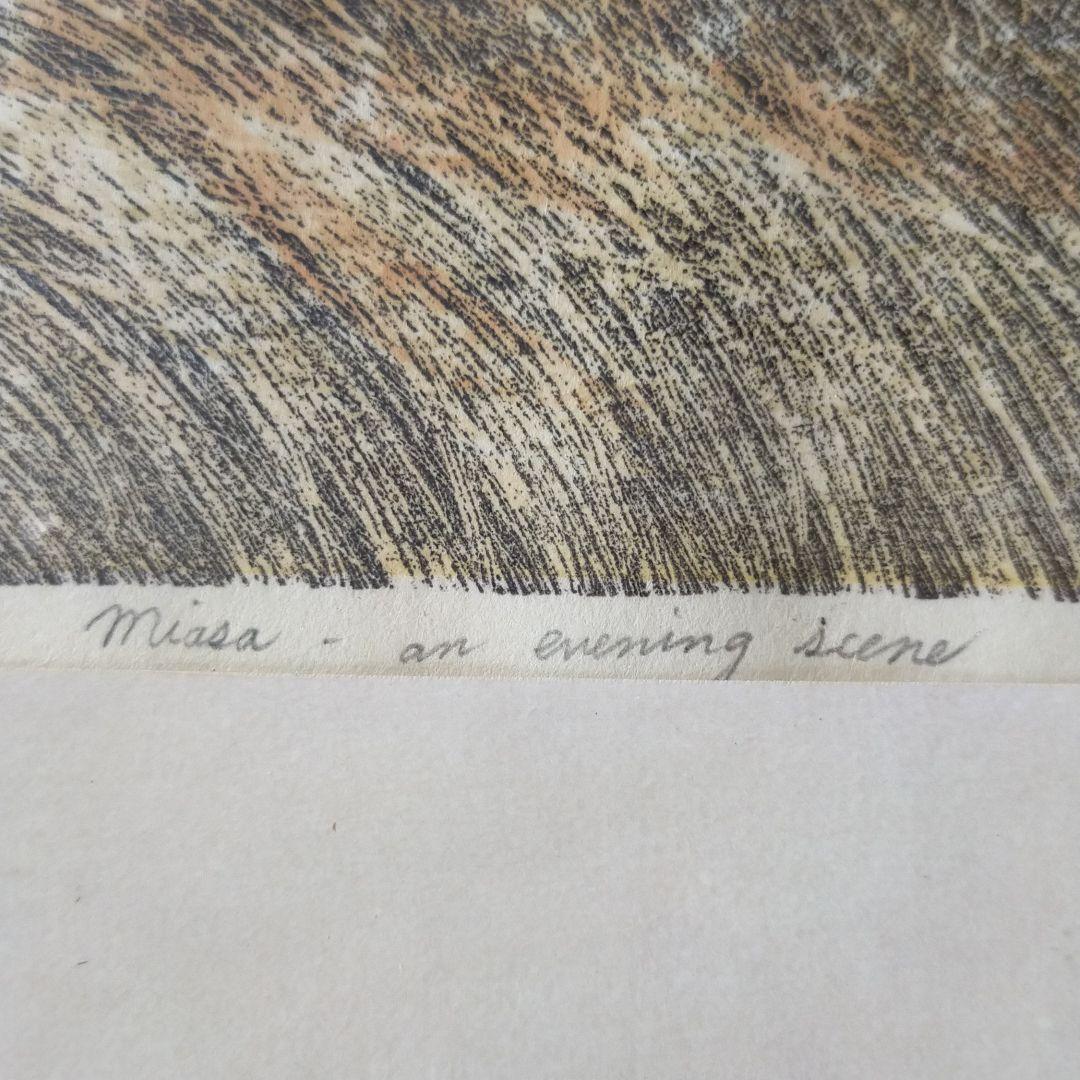 Miasa - an evening scene